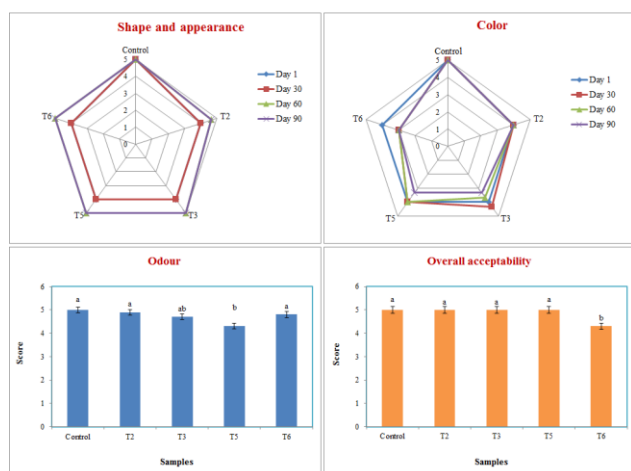 Shape and appearance
Control
5
4
3
2
1
0
T2
T3
T5
T6
Day 1
Day 30
Day 60
Day 90
Color
Control
5
4
3
2
1
0
T2
T3
T5
T6
Day 1
Day 30
Day 60
Day 90
Odour
6
5
4
3
2
1
0
Score
a
a
ab
b
a
Control T2 T3 T5 T6
Samples
Overall acceptability
6
5
4
3
2
1
0
Score
a
a
a
a
b
Control T2 T3 T5 T6
Samples